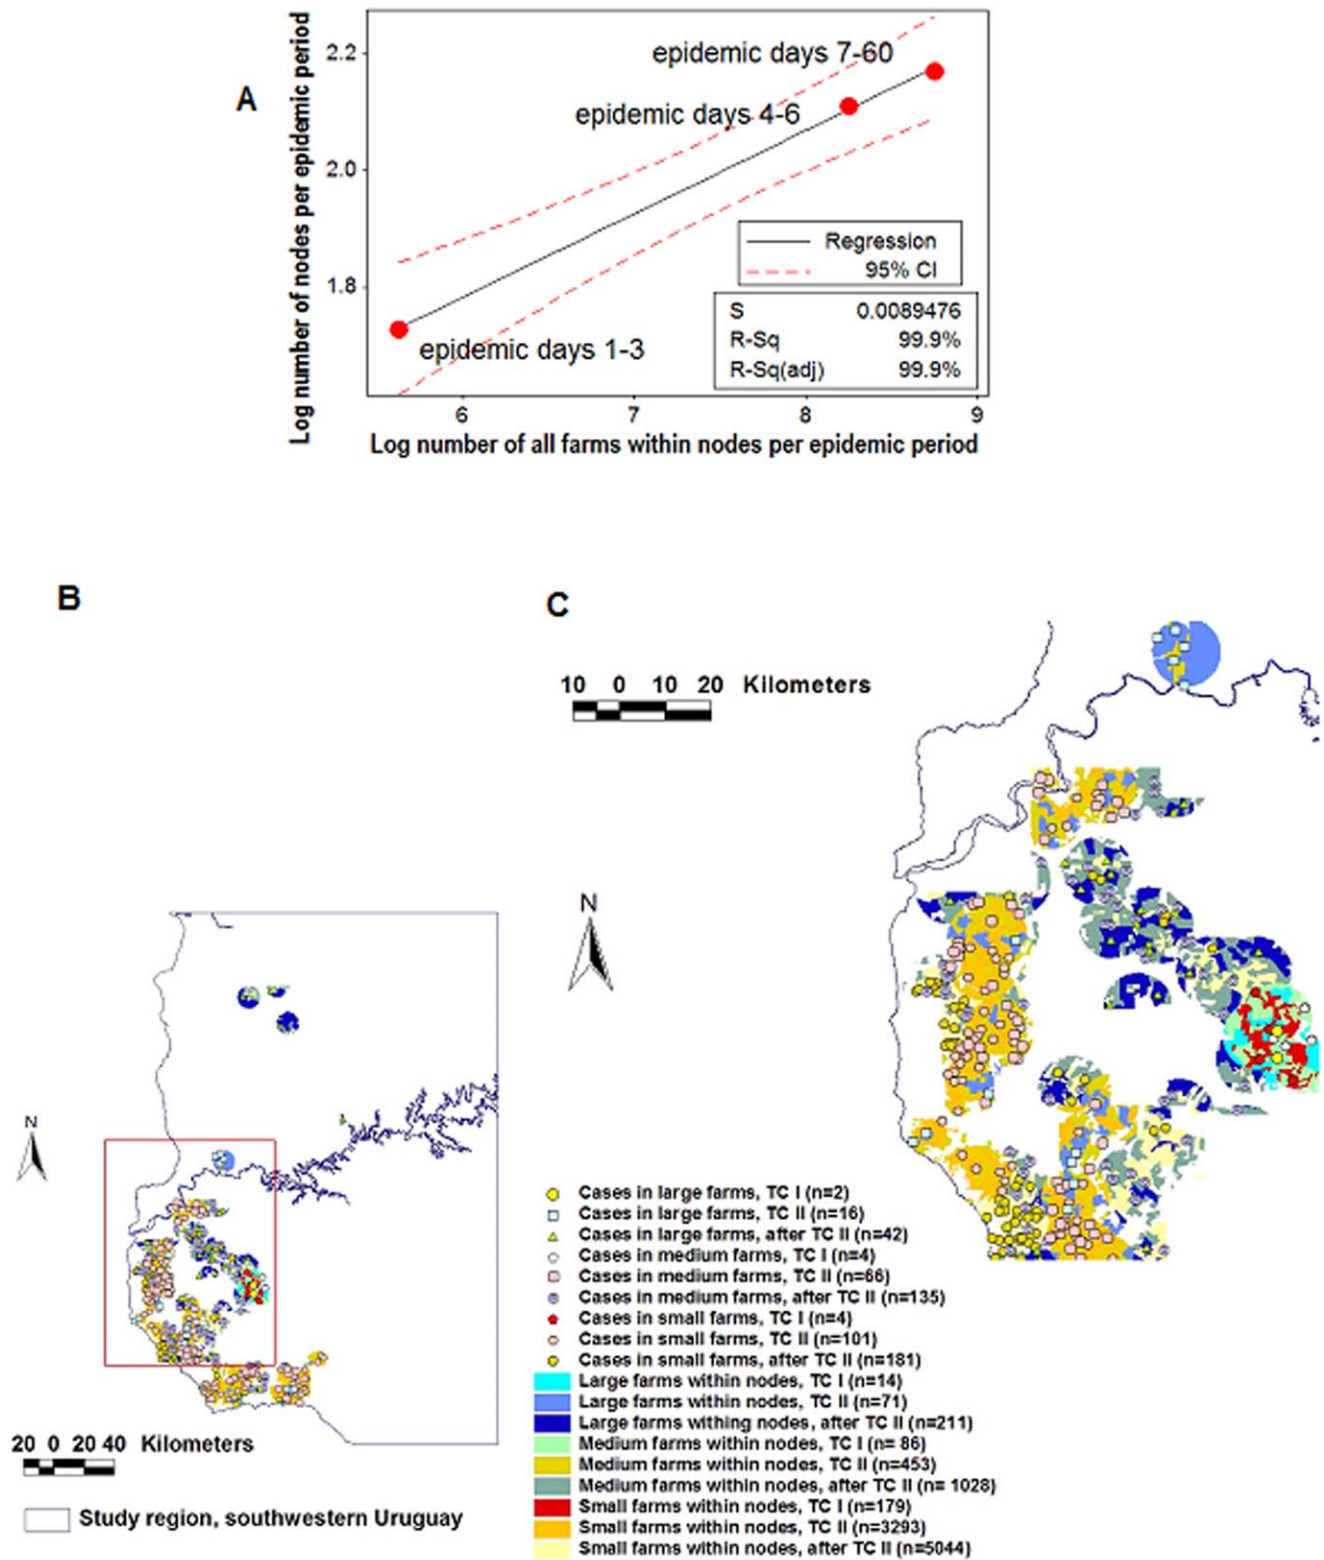 A
Log number of nodes per epidemic period
2.2
2.0
1.8
epidemic days 7-60
epidemic days 4-6
epidemic days 1-3
Regression
95% CI
S 0.0089476
R-Sq 99.9%
R-Sq(adj) 99.9%
6 7 8 9
Log number of all farms within nodes per epidemic period
B
N
20 0 20 40 Kilometers
Study region, southwestern Uruguay
C
10 0 10 20 Kilometers
N
Cases in large farms, TC I (n=2)
Cases in large farms, TC II (n=16)
Cases in large farms, after TC II (n=42)
Cases in medium farms, TC I (n=4)
Cases in medium farms, TC II (n=66)
Cases in medium farms, after TC II (n=135)
Cases in small farms, TC I (n=4)
Cases in small farms, TC II (n=101)
Cases in small farms, after TC II (n=181)
Large farms within nodes, TC I (n=14)
Large farms within nodes, TC II (n=71)
Large farms withing nodes, after TC II (n=211)
Medium farms within nodes, TC I (n= 86)
Medium farms within nodes, TC II (n=453)
Medium farms within nodes, after TC II (n= 1028)
Small farms within nodes, TC I (n=179)
Small farms within nodes, TC II (n=3293)
Small farms within nodes, after TC II (n=5044)